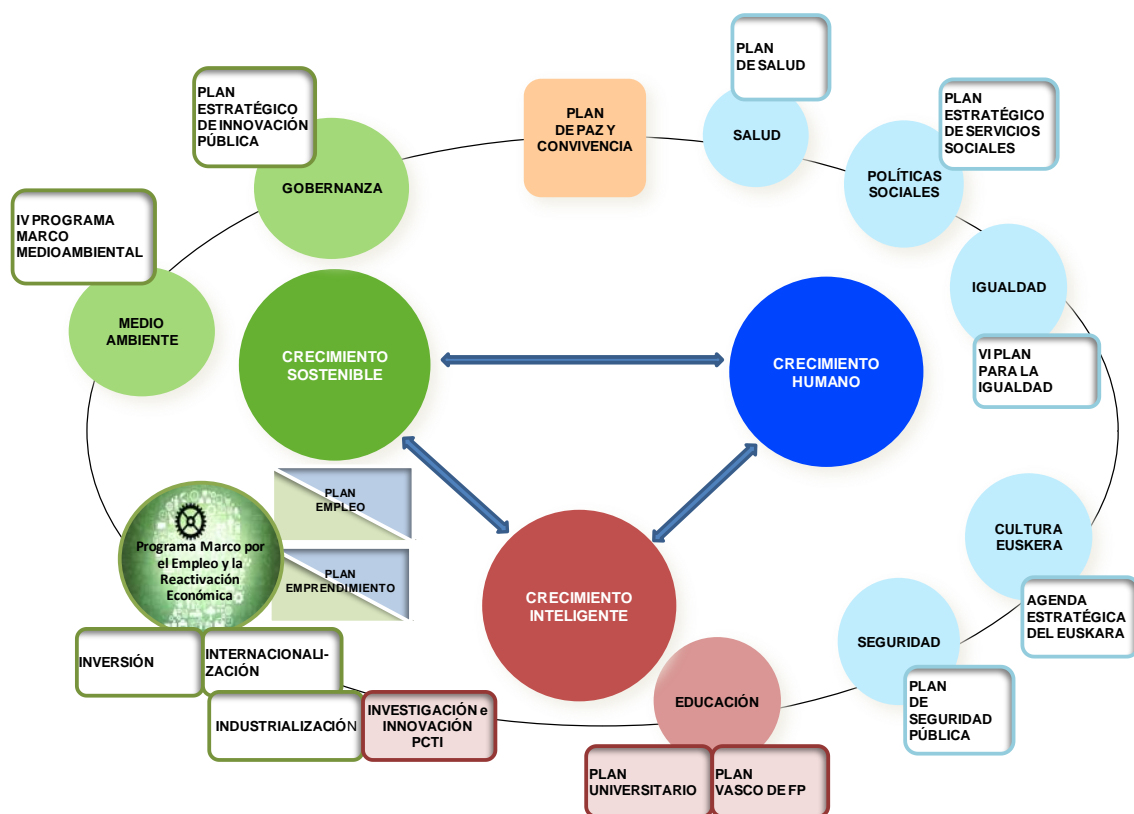 PLAN
DE SALUD
PLAN
ESTRATÉGICO
DE INNOVACIÓN
PÚBLICA
PLAN
DE PAZ Y
CONVIVENCIA
SALUD
PLAN
ESTRATÉGICO
DE SERVICIOS
SOCIALES
GOBERNANZA
POLÍTICAS
SOCIALES
IV PROGRAMA
MARCO
MEDIOAMBIENTAL
IGUALDAD
MEDIO
AMBIENTE
CRECIMIENTO
SOSTENIBLE
CRECIMIENTO
HUMANO
VI PLAN
PARA LA
IGUALDAD
PLAN
EMPLEO
Programa Marco por
el Empleo y la
Reactivación
Económica
PLAN
EMPRENDIMIENTO
CRECIMIENTO
INTELIGENTE
CULTURA
EUSKERA
AGENDA
ESTRATÉGICA
DEL EUSKARA
SEGURIDAD
PLAN
DE
SEGURIDAD
PÚBLICA
INVERSIÓN
INTERNACIONALI-
ZACIÓN
INDUSTRIALIZACIÓN
INVESTIGACIÓN e
INNOVACIÓN
PCTI
EDUCACIÓN
PLAN
UNIVERSITARIO
PLAN
VASCO DE FP